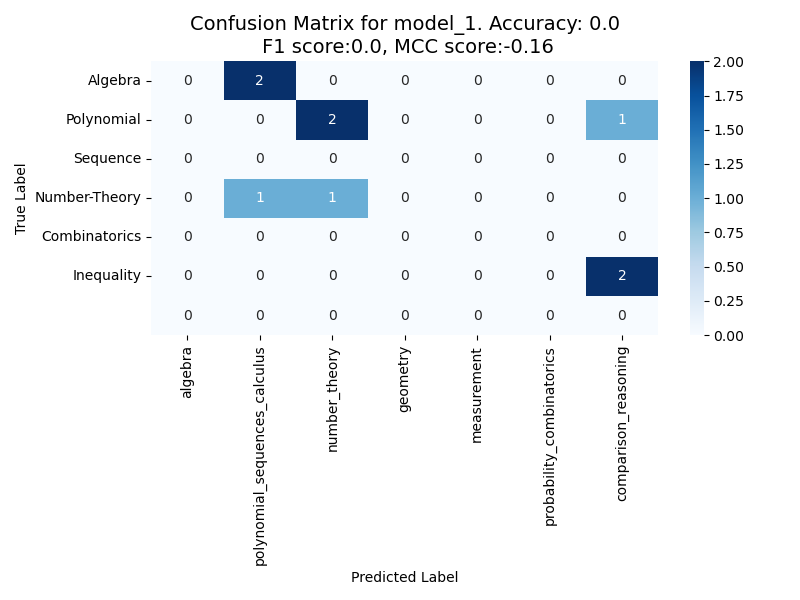 Confusion Matrix for model_1. Accuracy: 0.0
F1 score:0.0, MCC score:-0.16
True Label
Algebra 0 2 0 0 0 0 0
Polynomial 0 0 2 0 0 0 1
Sequence 0 0 0 0 0 0 0
Number-Theory 0 1 1 0 0 0 0
Combinatorics 0 0 0 0 0 0 0
Inequality 0 0 0 0 0 0 2
0 0 0 0 0 0 0
algebra
polynomial_sequences_calculus
number_theory
geometry
measurement
probability_combinatorics
comparison_reasoning
Predicted Label
2.00
1.75
1.50
1.25
1.00
0.75
0.50
0.25
0.00